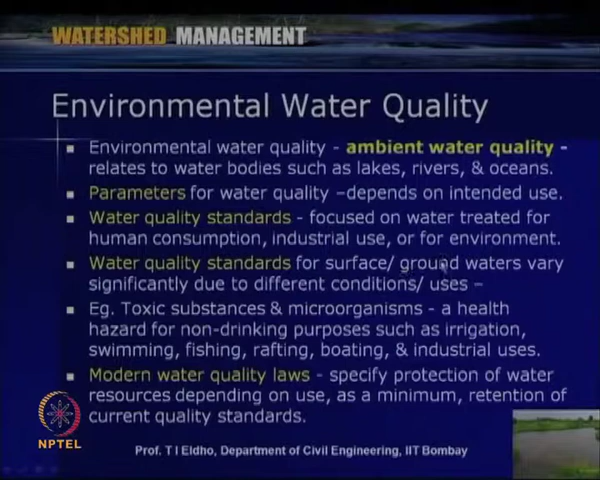 WATERSHED MANAGEMENT
Environmental Water Quality
Environmental water quality - ambient water quality -
relates to water bodies such as lakes, rivers, & oceans.
Parameters for water quality –depends on intended use.
Water quality standards - focused on water treated for
human consumption, industrial use, or for environment.
Water quality standards for surface/ ground waters vary
significantly due to different conditions/ uses –
Eg. Toxic substances & microorganisms - a health
hazard for non-drinking purposes such as irrigation,
swimming, fishing, rafting, boating, & industrial uses.
Modern water quality laws - specify protection of water
resources depending on use, as a minimum, retention of
current quality standards.
NPTEL
Prof. T I Eldho, Department of Civil Engineering, IIT Bombay